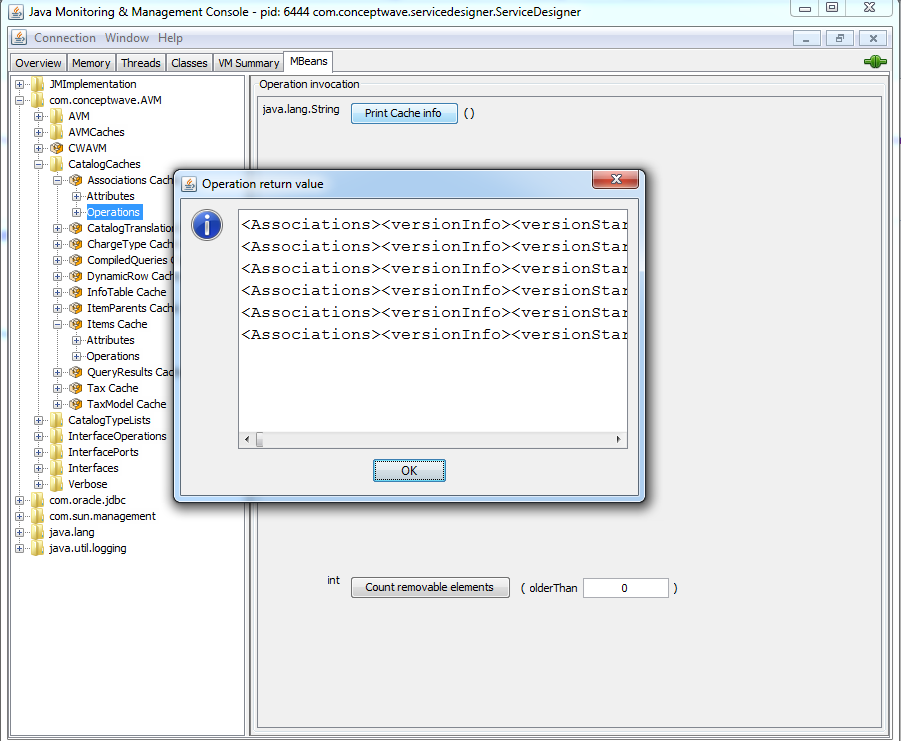 Java Monitoring & Management Console - pid: 6444 com.conceptwave.servicedesigner.ServiceDesigner
Connection Window Help
Overview Memory Threads Classes VM Summary MBeans
JMImplementation
com.conceptwave.AVM
AVM
AVMCaches
CWAVM
CatalogCaches
Associations Cach
Attributes
Operations
CatalogTranslatio
ChargeType Cach
CompiledQueries C
DynamicRow Cach
InfoTable Cache
ItemParents Cach
Items Cache
Attributes
Operations
QueryResults Cac
Tax Cache
TaxModel Cache
CatalogTypeLists
InterfaceOperations
InterfacePorts
Interfaces
Verbose
com.oracle.jdbc
com.sun.management
java.lang
java.util.logging
Operation invocation
java.lang.String Print Cache info ()
Operation return value
<Associations><versionInfo><versionStar
<Associations><versionInfo><versionStar
<Associations><versionInfo><versionStar
<Associations><versionInfo><versionStar
<Associations><versionInfo><versionStar
<Associations><versionInfo><versionStar
OK
int Count removable elements ( olderThan 0 )